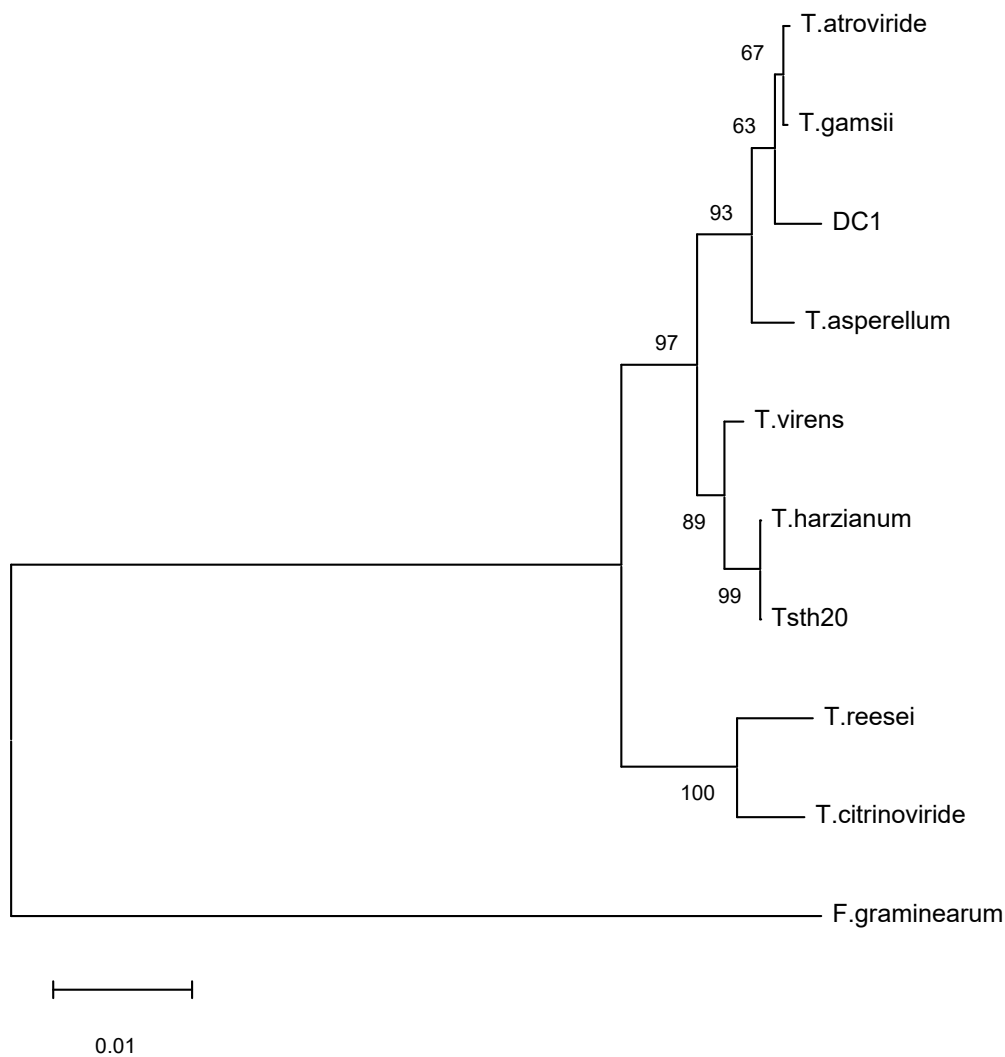 T.atroviride
67
T.gamsii
63
DC1
93
T.asperellum
97
T.virens
89
T.harzianum
99
Tsth20
T.reesei
100
T.citrinoviride
F.graminearum
0.01